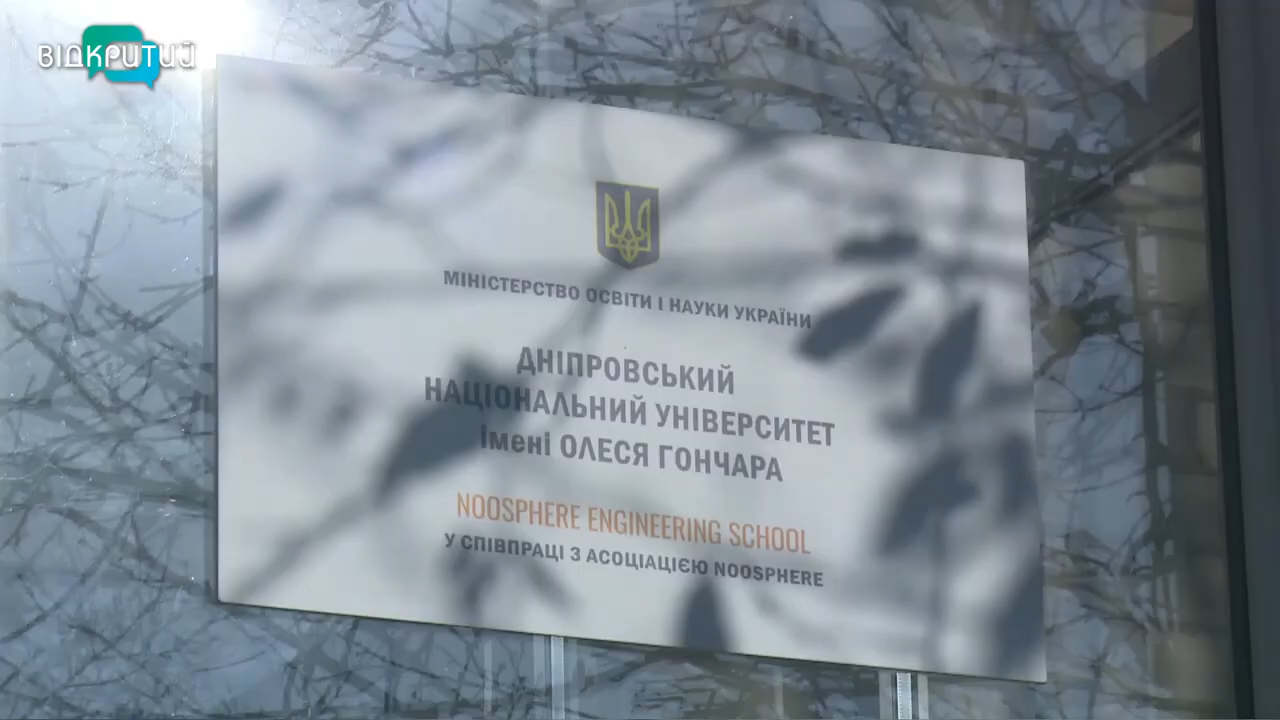 ВІДКРИТИЙ
МІНІСТЕРСТВО ОСВІТИ І НАУКИ УКРАЇНИ
ДНІПРОВСЬКИЙ
НАЦІОНАЛЬНИЙ УНІВЕРСИТЕТ
імені ОЛЕСЯ ГОНЧАРА
NOOSPHERE ENGINEERING SCHOOL
У СПІВПРАЦІ З АСОЦІАЦІЄЮ NOOSPHERE